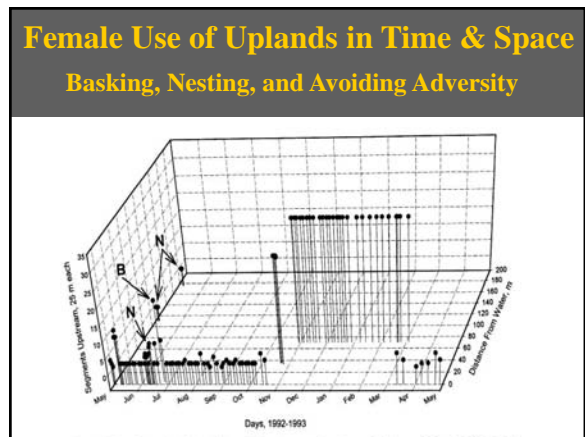 Female Use of Uplands in Time & Space
Basking, Nesting, and Avoiding Adversity
Segments Upstream, 25 m each
35
30
25
20
15
10
5
0
B
N
N
200
180
160
140
120
100
80
60
40
20
0
Distance From Water, m
May
Jun
Jul
Aug
Sep
Oct
Nov
Dec
Jan
Feb
Mar
Apr
May
Days, 1992-1993